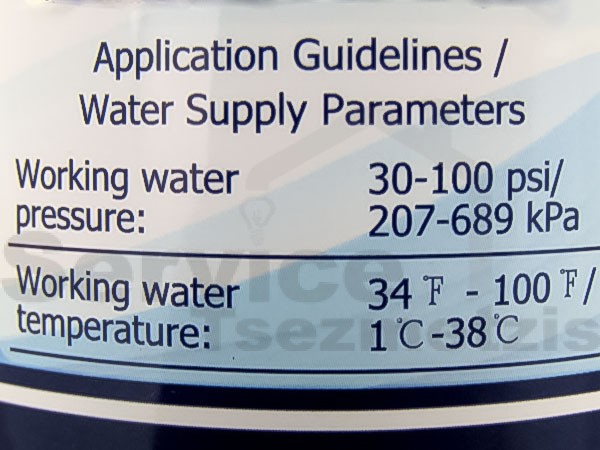 Application Guidelines /
Water Supply Parameters
Working water 30-100 psi/
pressure: 207-689 kPa
Working water 34 ℉ - 100 ℉/
temperature: 1℃-38℃
Service